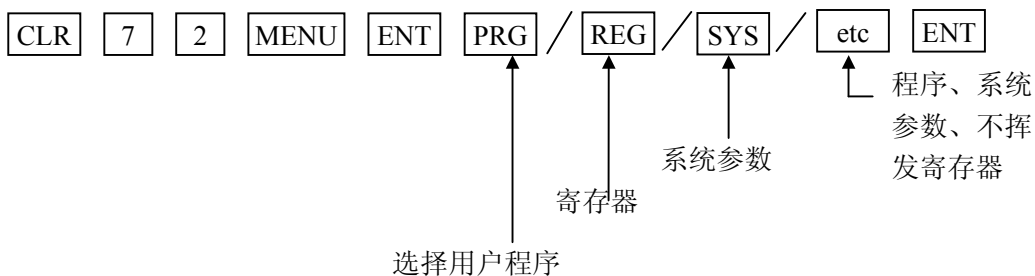 CLR 7 2 MENU ENT PRG / REG / SYS / etc ENT
程序、系统
参数、不挥
发寄存器
系统参数
寄存器
选择用户程序